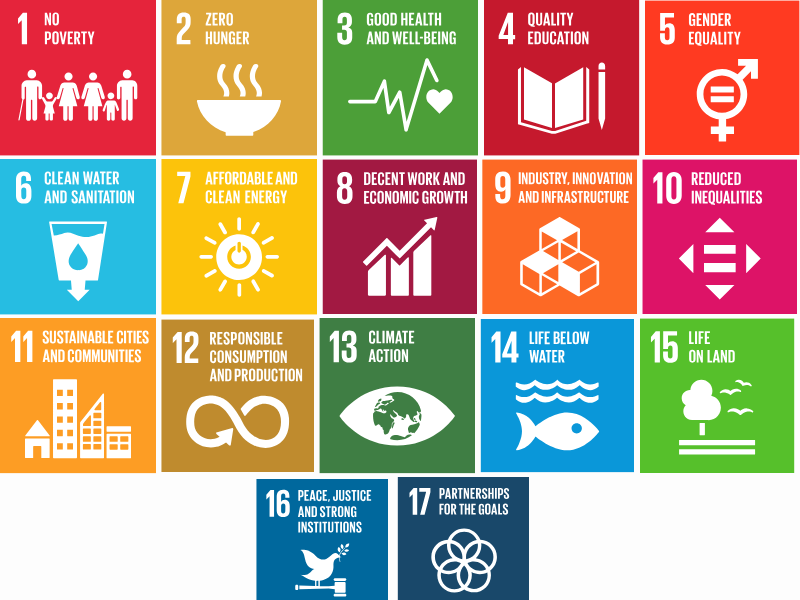 1 NO
POVERTY
2 ZERO
HUNGER
3 GOOD HEALTH
AND WELL-BEING
4 QUALITY
EDUCATION
5 GENDER
EQUALITY
6 CLEAN WATER
AND SANITATION
7 AFFORDABLE AND
CLEAN ENERGY
8 DECENT WORK AND
ECONOMIC GROWTH
9 INDUSTRY, INNOVATION
AND INFRASTRUCTURE
10 REDUCED
INEQUALITIES
11 SUSTAINABLE CITIES
AND COMMUNITIES
12 RESPONSIBLE
CONSUMPTION
AND PRODUCTION
13 CLIMATE
ACTION
14 LIFE BELOW
WATER
15 LIFE
ON LAND
16 PEACE, JUSTICE
AND STRONG
INSTITUTIONS
17 PARTNERSHIPS
FOR THE GOALS